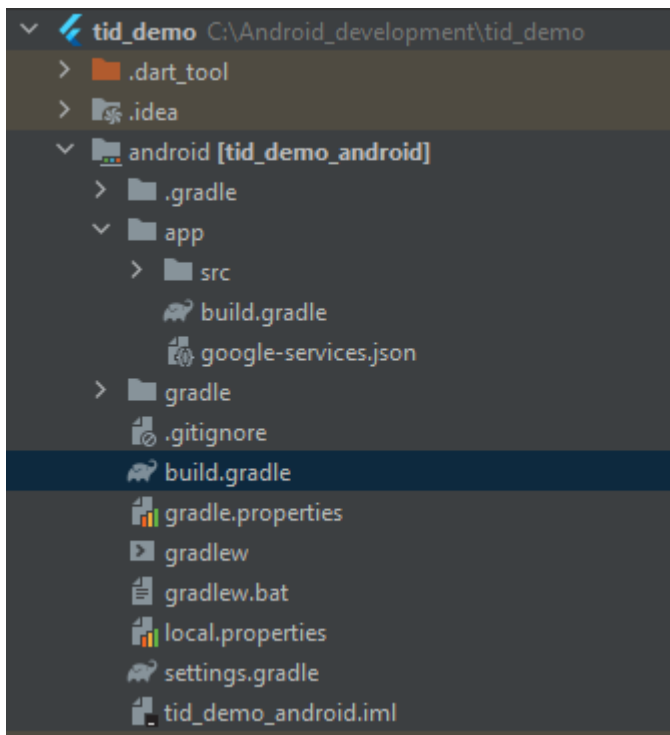 tid_demo C:\Android_development\tid_demo
.dart_tool
.idea
android [tid_demo_android]
.gradle
app
src
build.gradle
google-services.json
gradle
.gitignore
build.gradle
gradle.properties
gradlew
gradlew.bat
local.properties
settings.gradle
tid_demo_android.iml